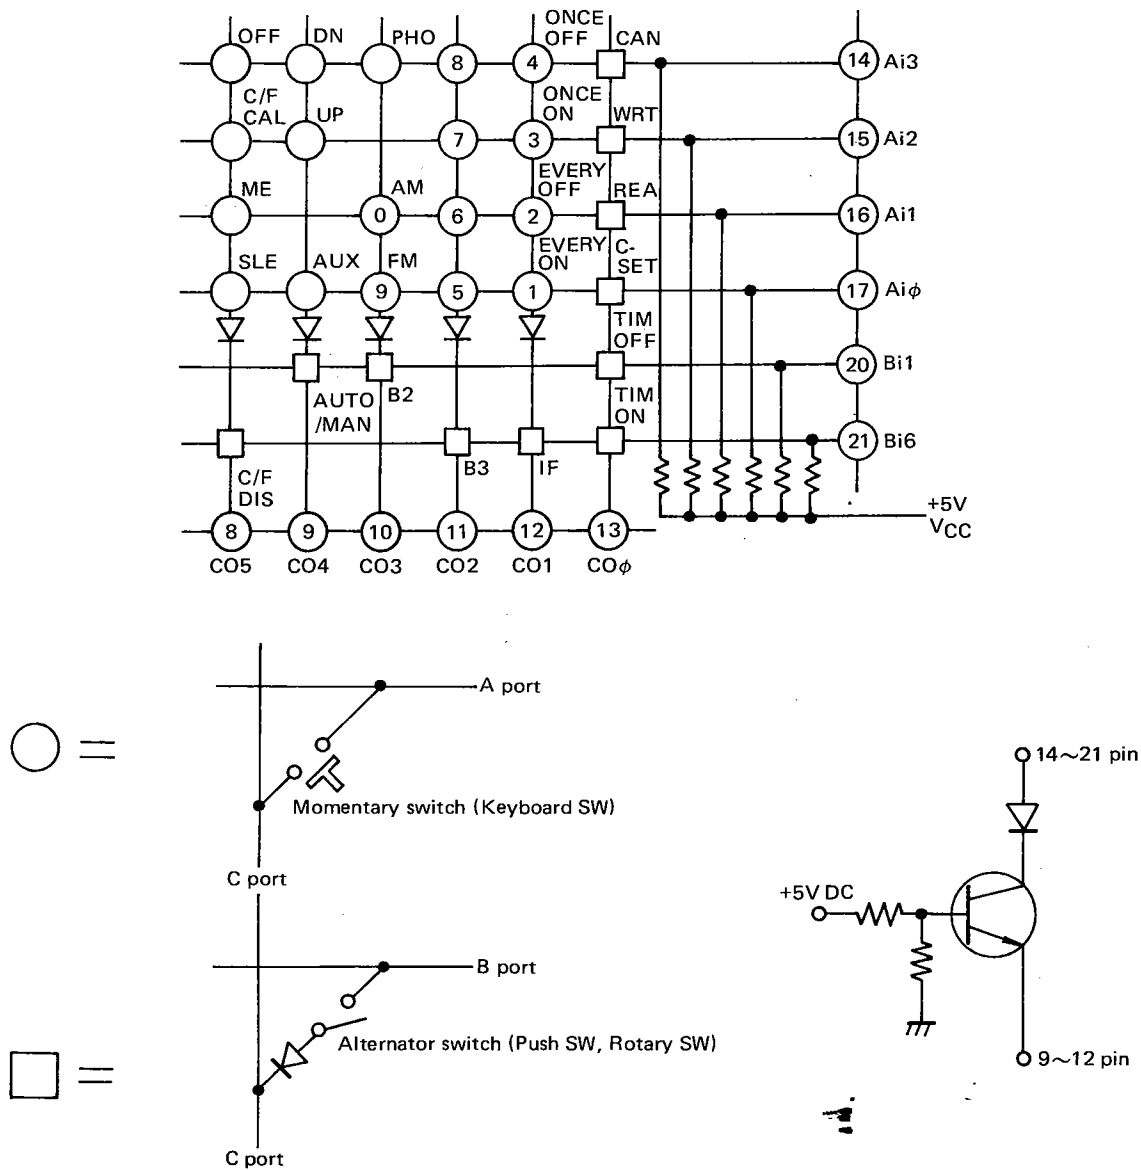 ONCE
OFF DN PHO OFF CAN
8 4 14 Ai3
C/F ONCE
CAL UP ON WRT
7 3 15 Ai2
EVERY
ME AM OFF REA
0 6 2 16 Ai1
EVERY C-
SLE AUX FM ON SET
9 5 1 17 Aiφ
TIM
OFF
20 Bi1
AUTO B2 TIM
/MAN ON
21 Bi6
B3 IF
C/F
DIS
+5V
VCC
8 9 10 11 12 13
CO5 CO4 CO3 CO2 CO1 COφ
A port
Momentary switch (Keyboard SW)
C port
B port
Alternator switch (Push SW, Rotary SW)
C port
14~21 pin
+5V DC
9~12 pin